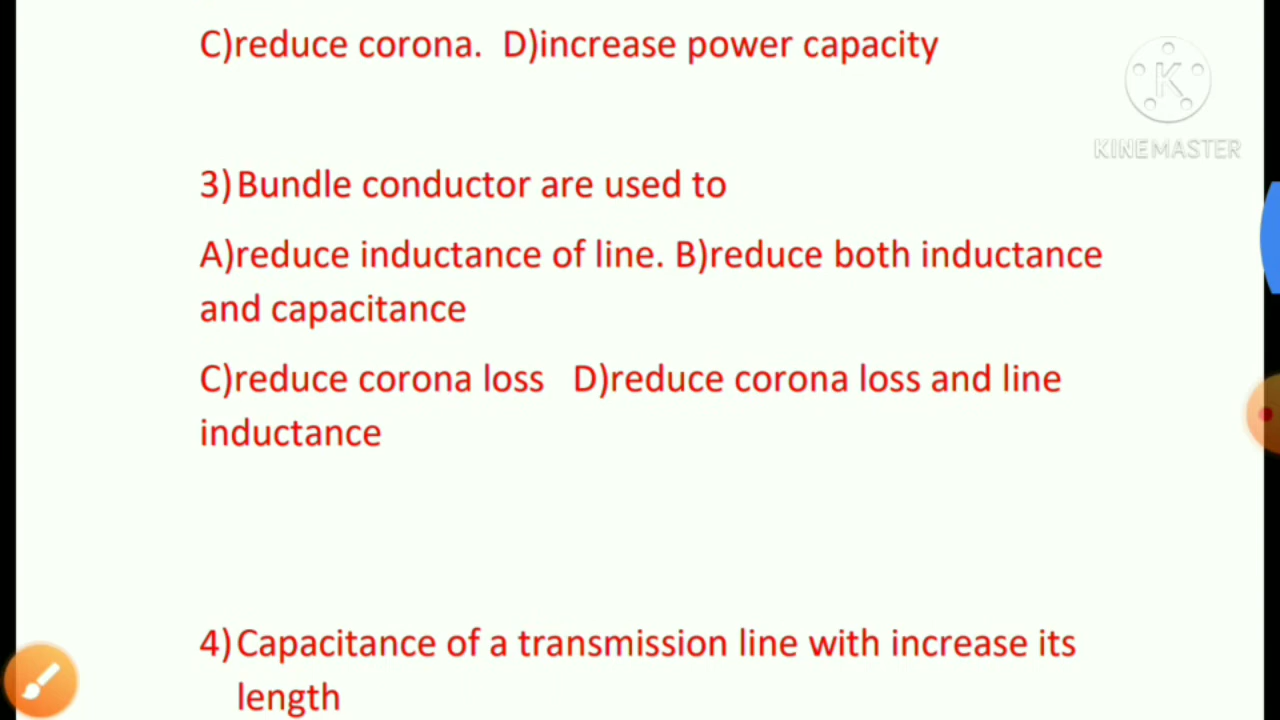 C)reduce corona.  D)increase power capacity
K
KINEMASTER
3)Bundle conductor are used to
A)reduce inductance of line. B)reduce both inductance
and capacitance
C)reduce corona loss   D)reduce corona loss and line
inductance
4)Capacitance of a transmission line with increase its
length